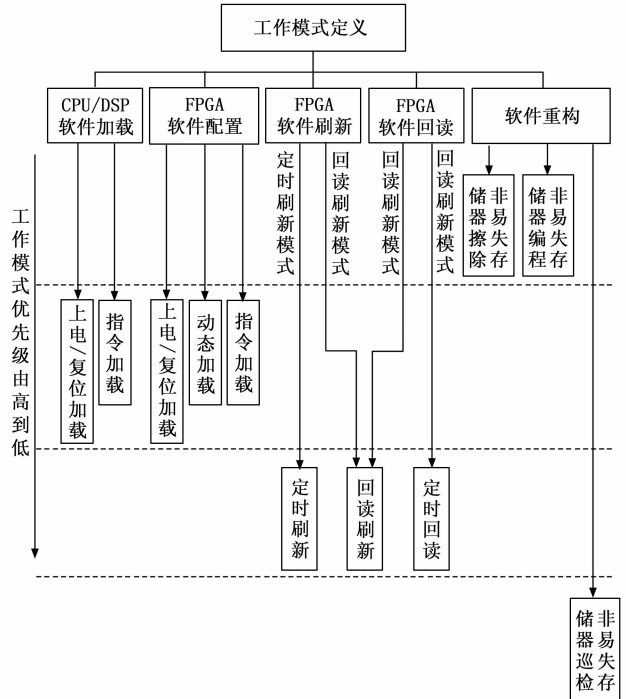 工作模式定义
CPU/DSP
软件加载
FPGA
软件配置
FPGA
软件刷新
FPGA
软件回读
软件重构
工作模式优先级由高到低
定时刷新模式
回读刷新模式
回读刷新模式
回读刷新模式
非易失存
储器擦除
非易失存
储器编程
上电/复位加载
指令加载
上电/复位加载
动态加载
指令加载
定时刷新
回读刷新
定时回读
非易失存
储器巡检